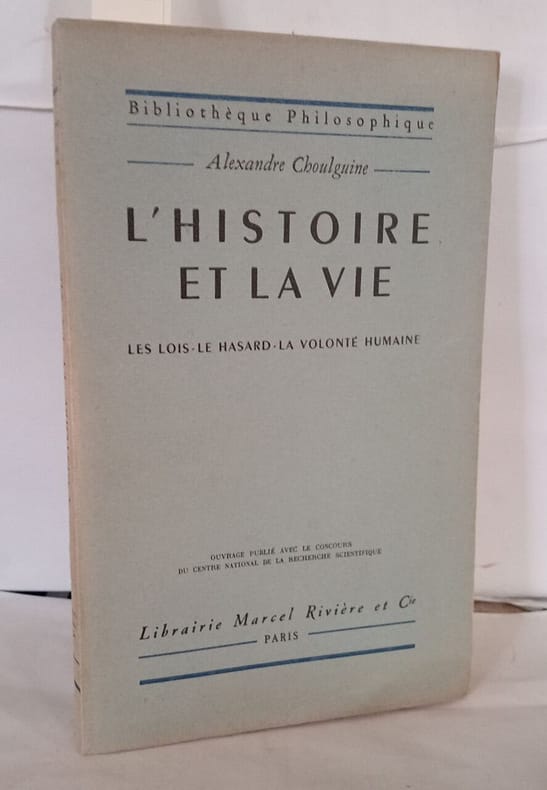 Bibliothèque Philosophique
Alexandre Choulguine
L'HISTOIRE
ET LA VIE
LES LOIS · LE HASARD · LA VOLONTÉ HUMAINE
OUVRAGE PUBLIÉ AVEC LE CONCOURS
DU CENTRE NATIONAL DE LA RECHERCHE SCIENTIFIQUE
Librairie Marcel Rivière et Cie
PARIS